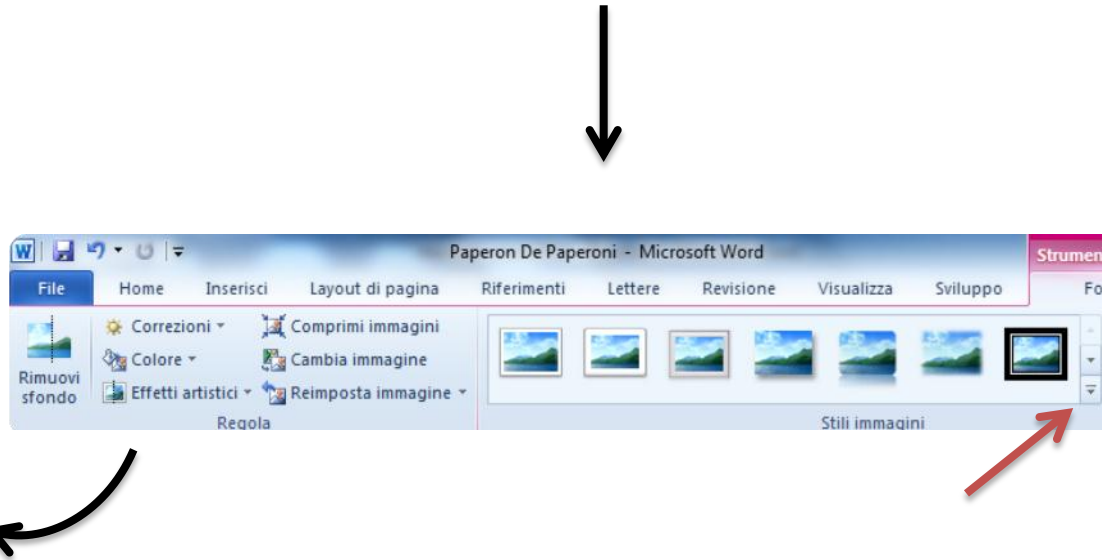 W
Paperon De Paperoni - Microsoft Word
Strumen
File Home Inserisci Layout di pagina Riferimenti Lettere Revisione Visualizza Sviluppo Fo
Correzioni Comprimi immagini
Colore Cambia immagine
Rimuovi sfondo
Effetti artistici Reimposta immagine
Regola Stili immagini